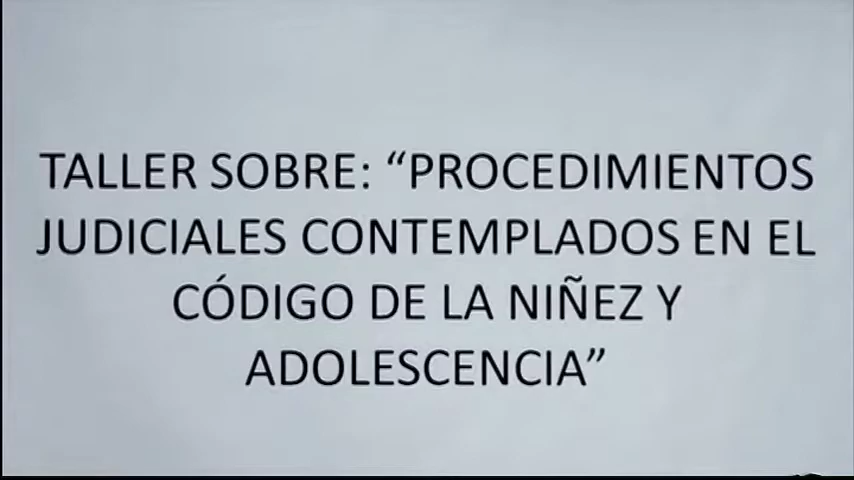 TALLER SOBRE: “PROCEDIMIENTOS
JUDICIALES CONTEMPLADOS EN EL
CÓDIGO DE LA NIÑEZ Y
ADOLESCENCIA”